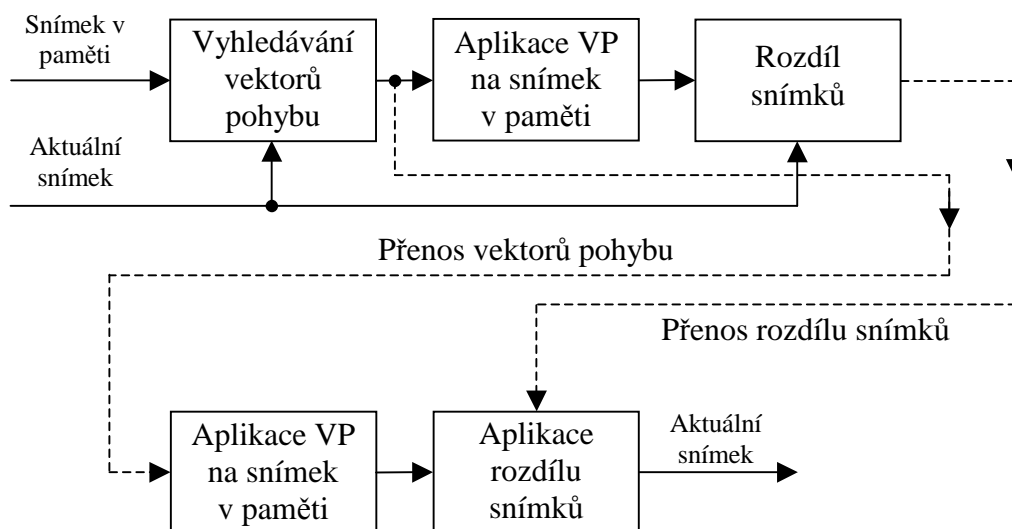 Snímek v
paměti
Vyhledávání
vektorů
pohybu
Aplikace VP
na snímek
v paměti
Rozdíl
snímků
Aktuální
snímek
Přenos vektorů pohybu
Přenos rozdílu snímků
Aplikace VP
na snímek
v paměti
Aplikace
rozdílu
snímků
Aktuální
snímek